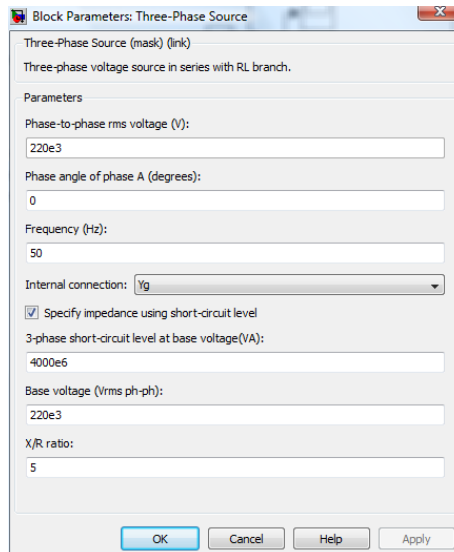 Block Parameters: Three-Phase Source
Three-Phase Source (mask) (link)
Three-phase voltage source in series with RL branch.
Parameters
Phase-to-phase rms voltage (V):
220e3
Phase angle of phase A (degrees):
0
Frequency (Hz):
50
Internal connection: Yg
Specify impedance using short-circuit level
3-phase short-circuit level at base voltage(VA):
4000e6
Base voltage (Vrms ph-ph):
220e3
X/R ratio:
5
OK Cancel Help Apply